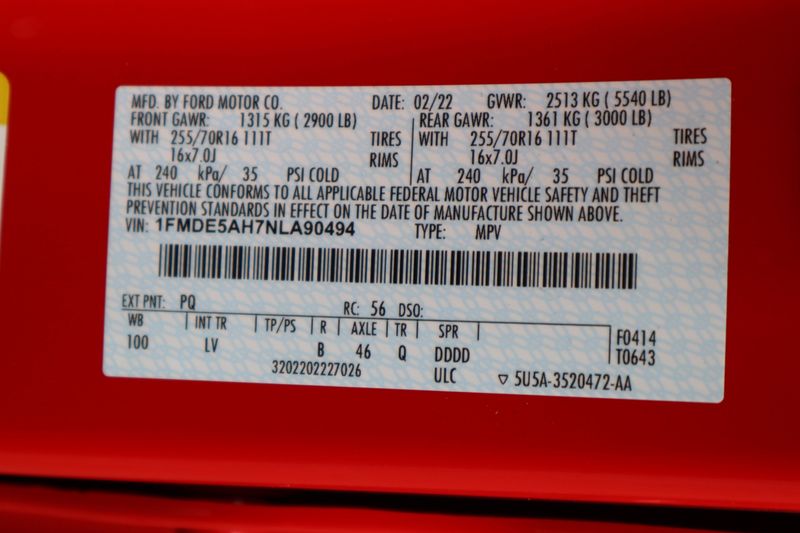 MFD. BY FORD MOTOR CO. DATE: 02/22 GVWR: 2513 KG ( 5540 LB)
FRONT GAWR: 1315 KG ( 2900 LB) REAR GAWR: 1361 KG ( 3000 LB)
WITH 255/70R16 111T TIRES WITH 255/70R16 111T TIRES
16x7.0J RIMS 16x7.0J RIMS
AT 240 kPa/ 35 PSI COLD AT 240 kPa/ 35 PSI COLD
THIS VEHICLE CONFORMS TO ALL APPLICABLE FEDERAL MOTOR VEHICLE SAFETY AND THEFT
PREVENTION STANDARDS IN EFFECT ON THE DATE OF MANUFACTURE SHOWN ABOVE.
VIN: 1FMDE5AH7NLA90494 TYPE: MPV
EXT PNT: PQ RC: 56 DSO:
WB INT TR TP/PS R AXLE TR SPR F0414
100 LV B 46 Q DDDD T0643
3202202227026 ULC ▽ 5U5A-3520472-AA